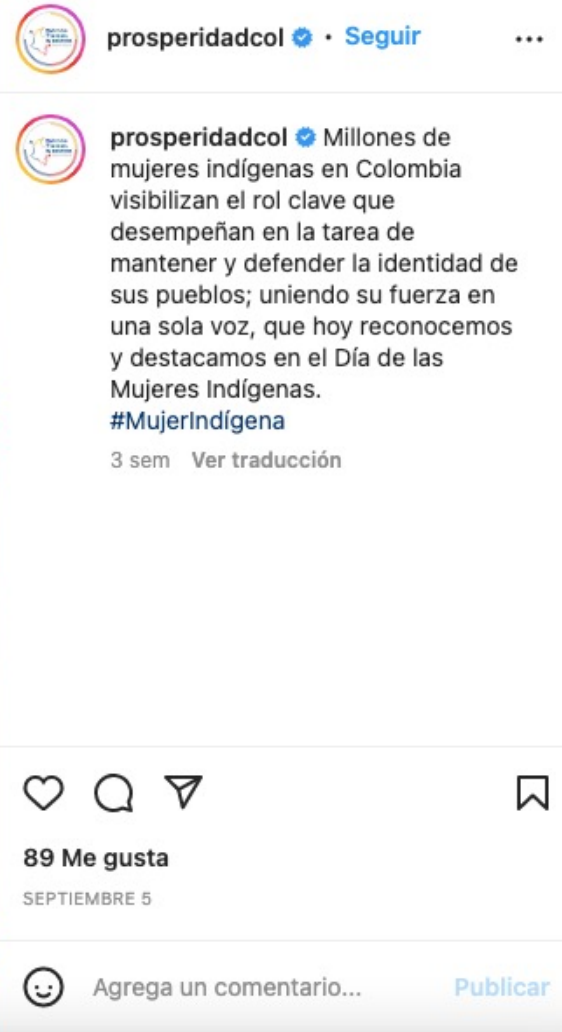 prosperidadcol • Seguir
prosperidadcol Millones de
mujeres indígenas en Colombia
visibilizan el rol clave que
desempeñan en la tarea de
mantener y defender la identidad de
sus pueblos; uniendo su fuerza en
una sola voz, que hoy reconocemos
y destacamos en el Día de las
Mujeres Indígenas.
#MujerIndígena
3 sem Ver traducción
89 Me gusta
SEPTIEMBRE 5
Agrega un comentario... Publicar